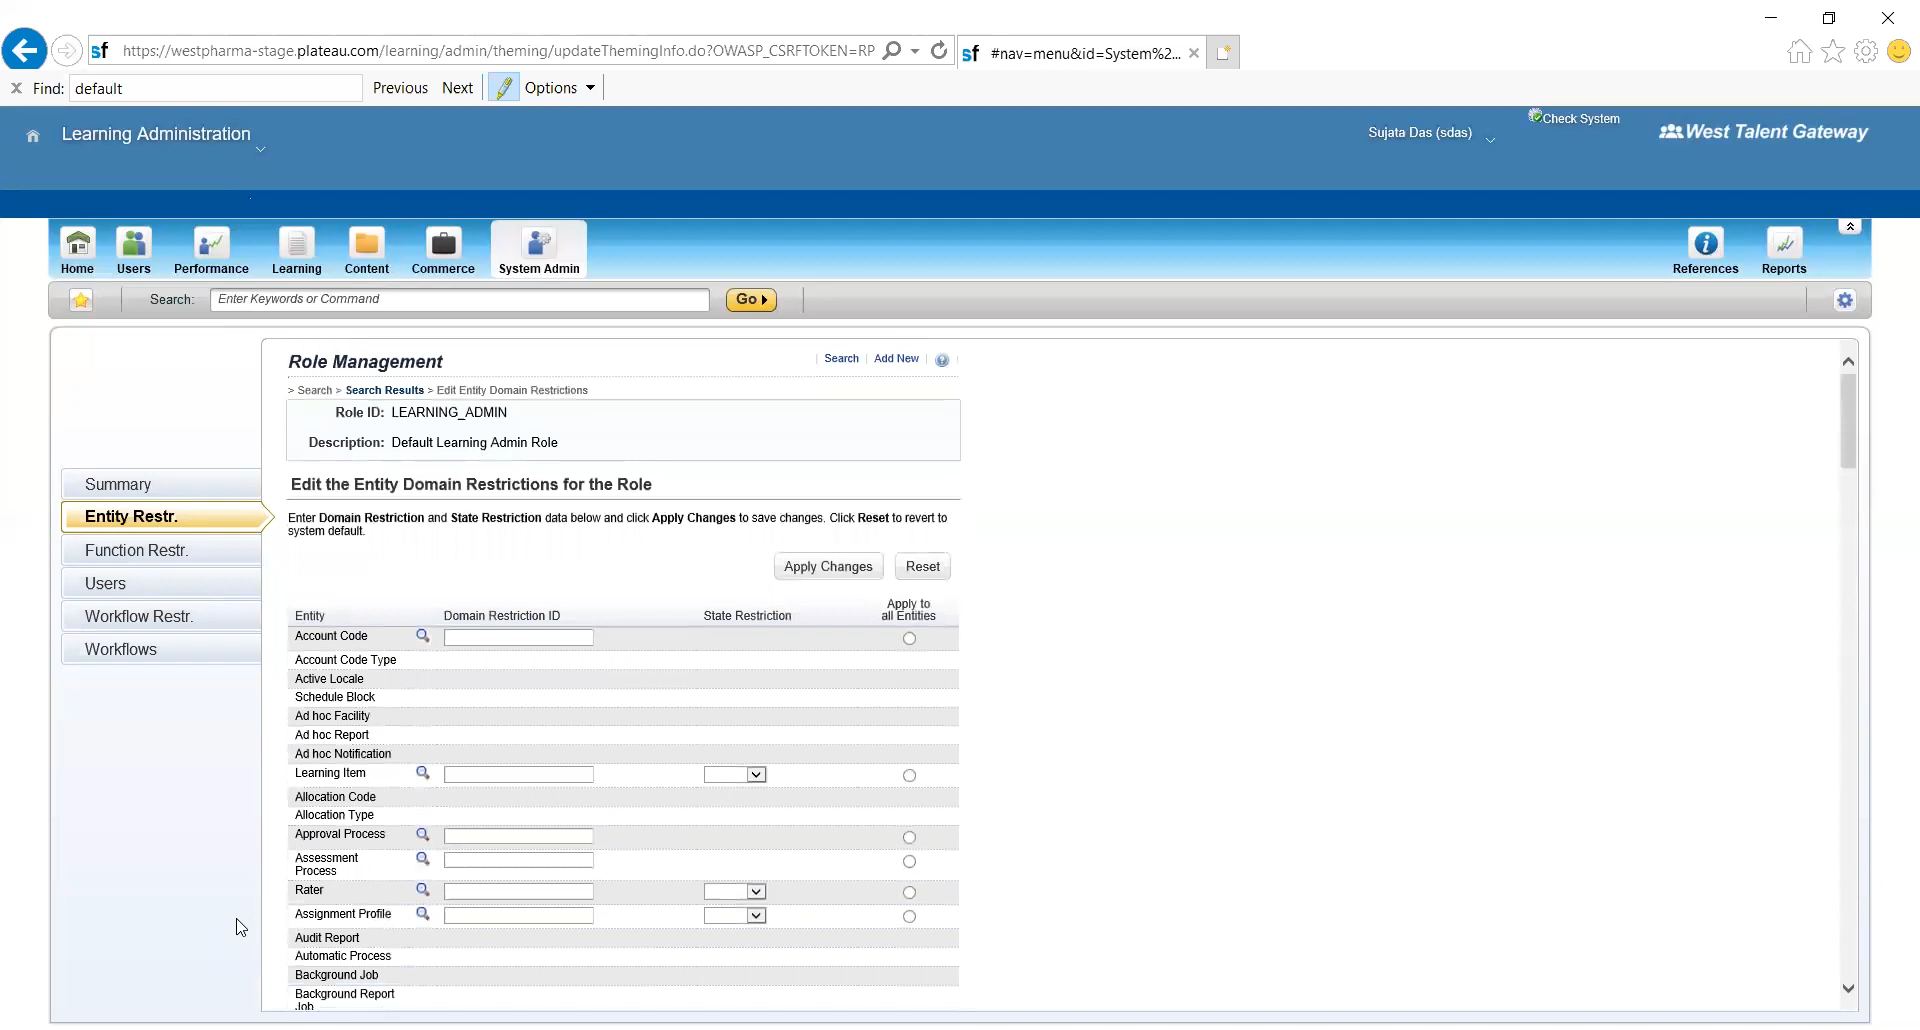 sf https://westpharma-stage.plateau.com/learning/admin/theming/updateThemingInfo.do?OWASP_CSRFTOKEN=RP
sf #nav=menu&id=System%2...
Find: default Previous Next Options
Learning Administration
Sujata Das (sdas)
Check System
West Talent Gateway
Home Users Performance Learning Content Commerce System Admin References Reports
Search: Enter Keywords or Command Go
Role Management
Search Add New
> Search > Search Results > Edit Entity Domain Restrictions
Role ID: LEARNING_ADMIN
Description: Default Learning Admin Role
Summary
Entity Restr.
Function Restr.
Users
Workflow Restr.
Workflows
Edit the Entity Domain Restrictions for the Role
Enter Domain Restriction and State Restriction data below and click Apply Changes to save changes. Click Reset to revert to
system default.
Apply Changes Reset
Entity Domain Restriction ID State Restriction Apply to
all Entities
Account Code
Account Code Type
Active Locale
Schedule Block
Ad hoc Facility
Ad hoc Report
Ad hoc Notification
Learning Item
Allocation Code
Allocation Type
Approval Process
Assessment
Process
Rater
Assignment Profile
Audit Report
Automatic Process
Background Job
Background Report
Job